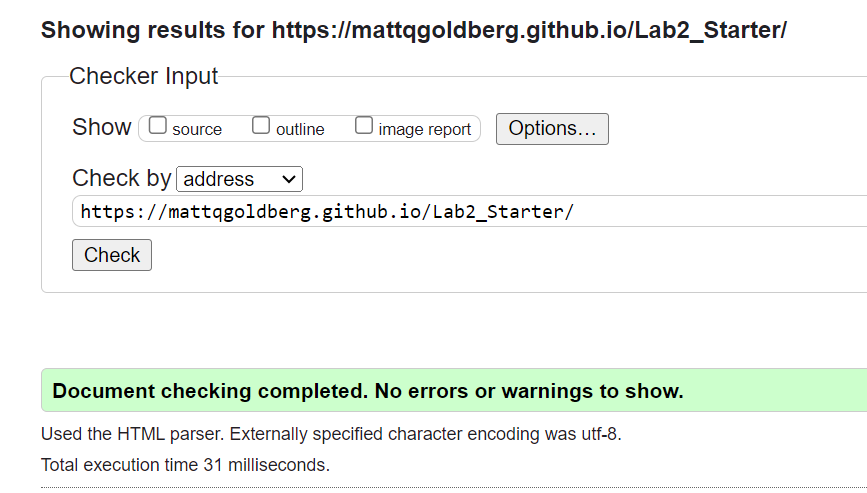 Showing results for https://mattqgoldberg.github.io/Lab2_Starter/
Checker Input
Show source outline image report Options...
Check by address
https://mattqgoldberg.github.io/Lab2_Starter/
Check
Document checking completed. No errors or warnings to show.
Used the HTML parser. Externally specified character encoding was utf-8.
Total execution time 31 milliseconds.